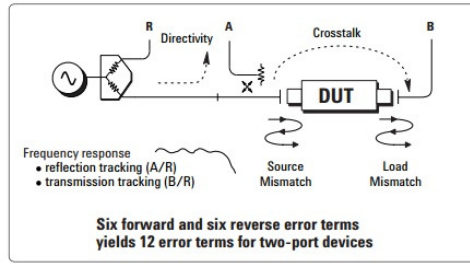 R
Directivity
A
Crosstalk
B
DUT
Frequency response
• reflection tracking (A/R)
• transmission tracking (B/R)
Source
Mismatch
Load
Mismatch
Six forward and six reverse error terms
yields 12 error terms for two-port devices